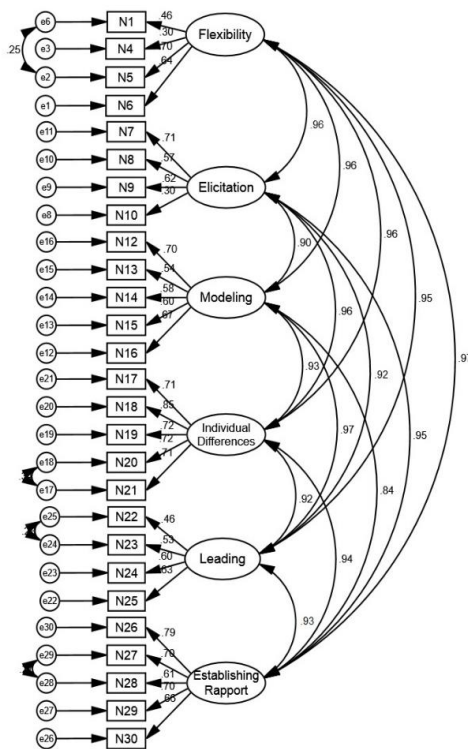 e6 N1 .46 Flexibility
e3 N4 .30
.25
e2 N5 .70
e1 N6 .64
e11 N7 .71
.96
e10 N8 .57
.96
e9 N9 .62 Elicitation
e8 N10 .30
e16 N12 .70
.90
.96
e15 N13 .54
e14 N14 .58 Modeling
.95
e13 N15 .60
.96
e12 N16 .67
.97
e21 N17 .71
.93
.92
e20 N18 .85
e19 N19 .72 Individual
Differences
.97
.95
e18 N20 .72
e17 N21 .71
.84
e25 N22 .46
.92
e24 N23 .53
e23 N24 .60 Leading
.94
e22 N25 .63
e30 N26 .79
.93
e29 N27 .70
e28 N28 .61 Establishing
Rapport
e27 N29 .70
e26 N30 .66